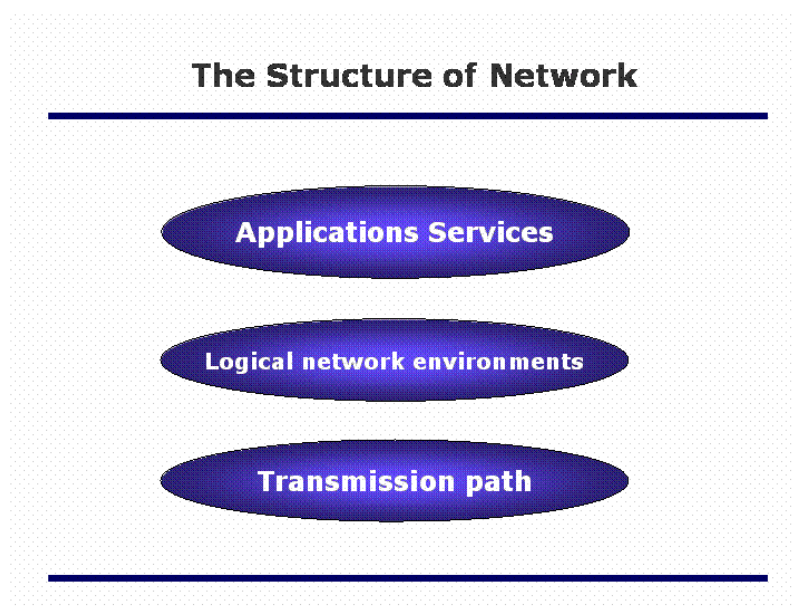 The Structure of Network
Applications Services
Logical network environments
Transmission path